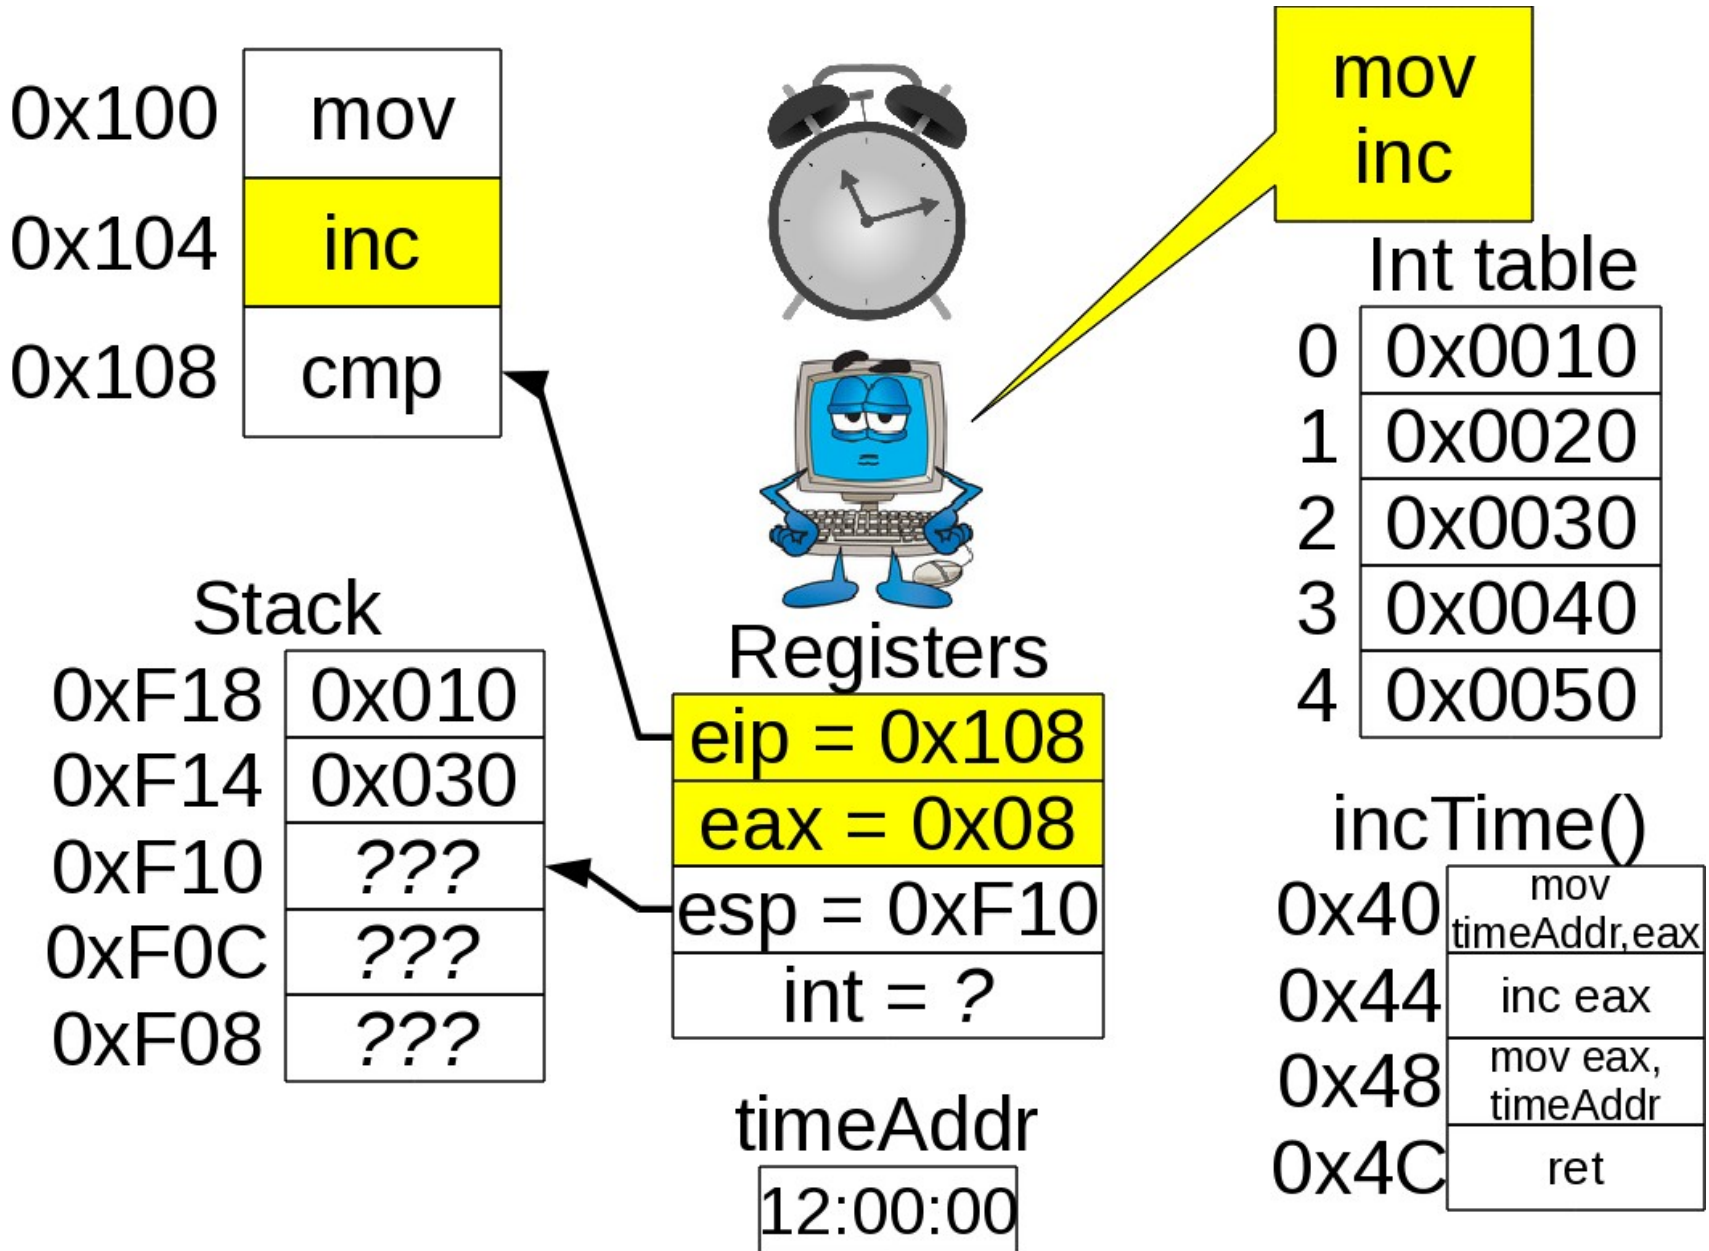 0x100 mov
0x104 inc
0x108 cmp
mov
inc
Int table
0 0x0010
1 0x0020
2 0x0030
3 0x0040
4 0x0050
Stack
0xF18 0x010
0xF14 0x030
0xF10 ???
0xF0C ???
0xF08 ???
Registers
eip = 0x108
eax = 0x08
esp = 0xF10
int = ?
timeAddr
12:00:00
incTime()
0x40 mov
timeAddr,eax
0x44 inc eax
0x48 mov eax,
timeAddr
0x4C ret